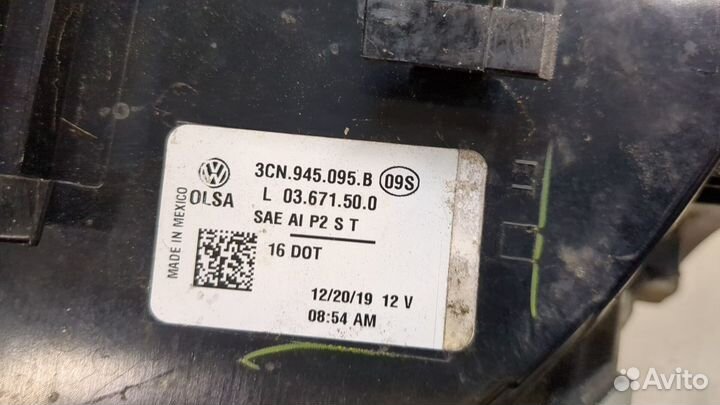 3CN.945.095.B 09S
OLSA L 03.671.50.0
SAE AI P2 S T
16 DOT
MADE IN MEXICO
12/20/19 12 V
08:54 AM
Avito